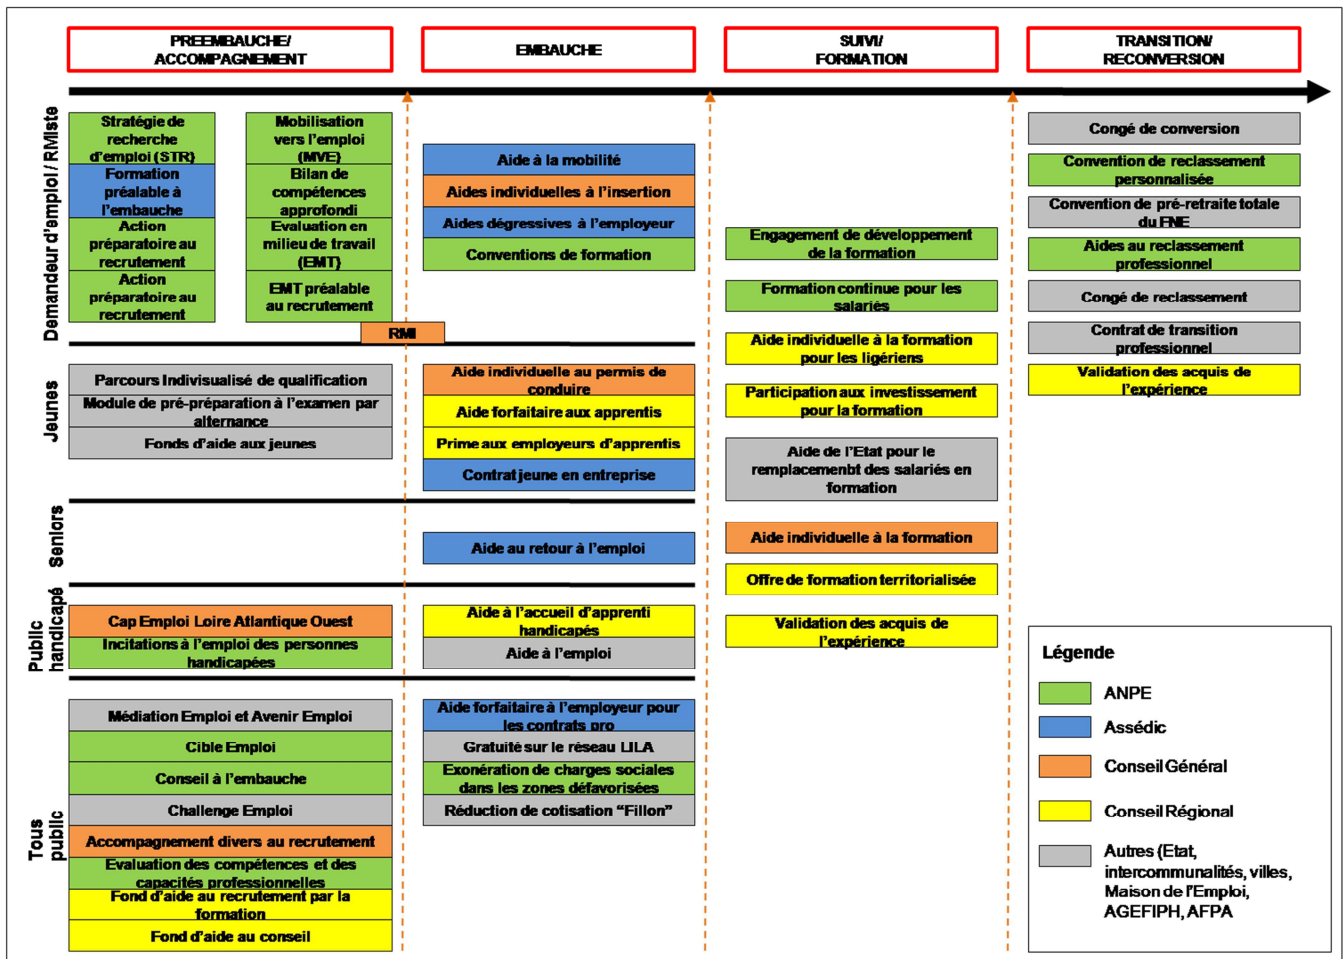 PREEMBAUCHE/
ACCOMPAGNEMENT
EMBAUCHE
SUIVI/
FORMATION
TRANSITION/
RECONVERSION
Demandeur d'emploi / RMIste
Stratégie de
recherche
d'emploi (STR)
Formation
préalable à
l'embauche
Action
préparatoire au
recrutement
Action
préparatoire au
recrutement
Mobilisation
vers l'emploi
(MVE)
Bilan de
compétences
approfondi
Evaluation en
milieu de travail
(EMT)
EMT préalable
au recrutement
RMI
Aide à la mobilité
Aides individuelles à l'insertion
Aides dégressives à l'employeur
Conventions de formation
Jeunes
Parcours Indivisualisé de qualification
Module de pré-préparation à l'examen par
alternance
Fonds d'aide aux jeunes
Aide individuelle au permis de
conduire
Aide forfaitaire aux apprentis
Prime aux employeurs d'apprentis
Contrat jeune en entreprise
Seniors
Aide au retour à l'emploi
Public
handicapé
Cap Emploi Loire Atlantique Ouest
Incitations à l'emploi des personnes
handicapées
Aide à l'accueil d'apprenti
handicapés
Aide à l'emploi
Tous
public
Médiation Emploi et Avenir Emploi
Cible Emploi
Conseil à l'embauche
Challenge Emploi
Accompagnement divers au recrutement
Evaluation des compétences et des
capacités professionnelles
Fond d'aide au recrutement par la
formation
Fond d'aide au conseil
Aide forfaitaire à l'employeur pour
les contrats pro
Gratuité sur le réseau LILA
Exonération de charges sociales
dans les zones défavorisées
Réduction de cotisation "Fillon"
Engagement de développement
de la formation
Formation continue pour les
salariés
Aide individuelle à la formation
pour les ligériens
Participation aux investissement
pour la formation
Aide de l'Etat pour le
remplacemenbt des salariés en
formation
Aide individuelle à la formation
Offre de formation territorialisée
Validation des acquis de
l'expérience
Congé de conversion
Convention de reclassement
personnalisée
Convention de pré-retraite totale
du FNE
Aides au reclassement
professionnel
Congé de reclassement
Contrat de transition
professionnel
Validation des acquis de
l'expérience
Légende
ANPE
Assédic
Conseil Général
Conseil Régional
Autres (Etat,
intercommunalités, villes,
Maison de l'Emploi,
AGEFIPH, AFPA